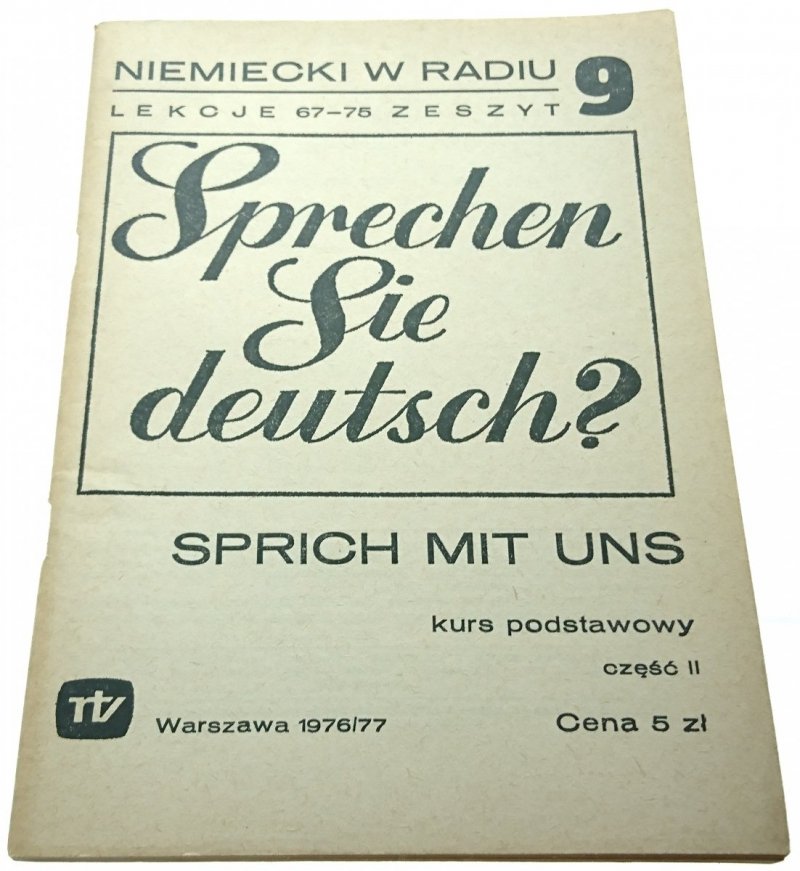 NIEMIECKI W RADIU 9
LEKCJE 67-75 ZESZYT
Sprechen
Sie
deutsch?
SPRICH MIT UNS
kurs podstawowy
część II
rtv Warszawa 1976/77 Cena 5 zł